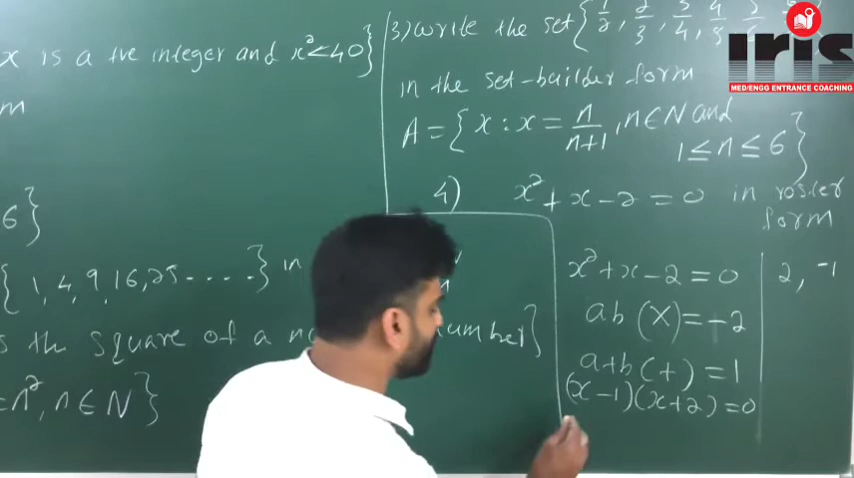 x is a +ve integer and x²<40}
m
6}
{1,4,9,16,25.....} in
s the square of a
number}
=n², n∈N}
3) write the set {1/2, 2/3, 3/4, 4/5,
in the set-builder form
A={x:x=n/n+1, n∈N and
1≤n≤6}
4) x²+x-2=0 in roster
form
x²+x-2=0
ab (x)=-2
a+b(+)=1
(x-1)(x+2)=0
2, -1
iris
MED/ENGG ENTRANCE COACHING